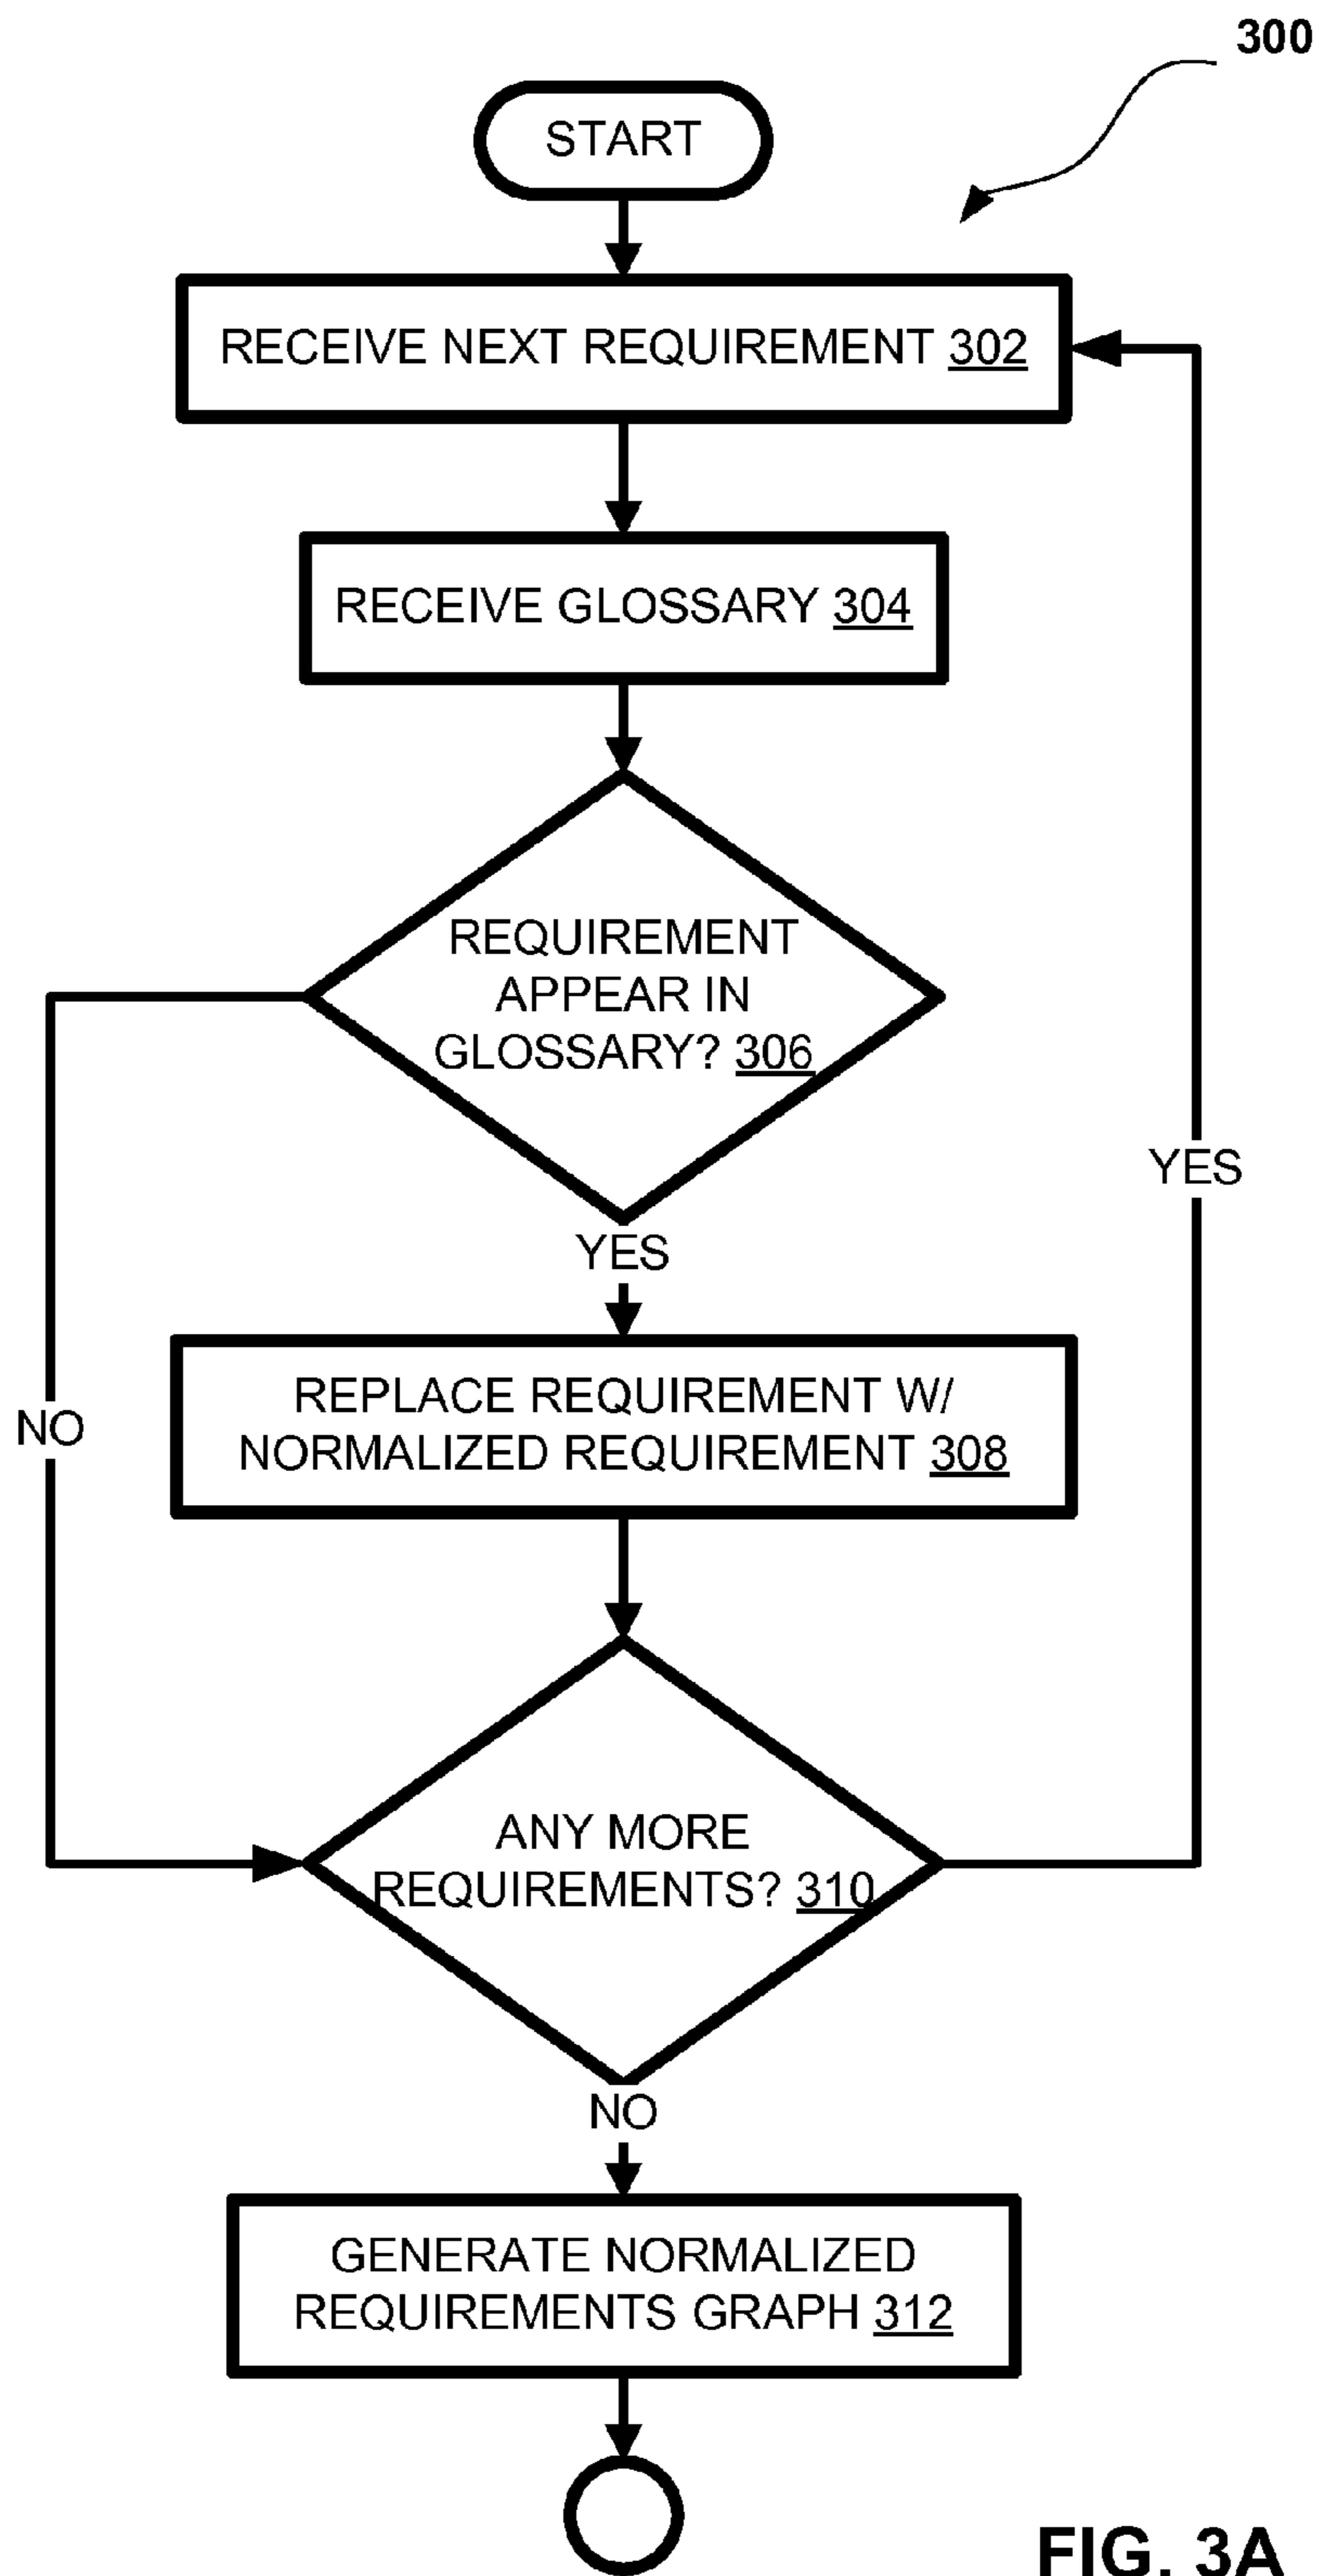 300
START
RECEIVE NEXT REQUIREMENT 302
RECEIVE GLOSSARY 304
REQUIREMENT
APPEAR IN
GLOSSARY? 306
YES
YES
REPLACE REQUIREMENT W/
NORMALIZED REQUIREMENT 308
NO
ANY MORE
REQUIREMENTS? 310
NO
GENERATE NORMALIZED
REQUIREMENTS GRAPH 312
FIG. 3A